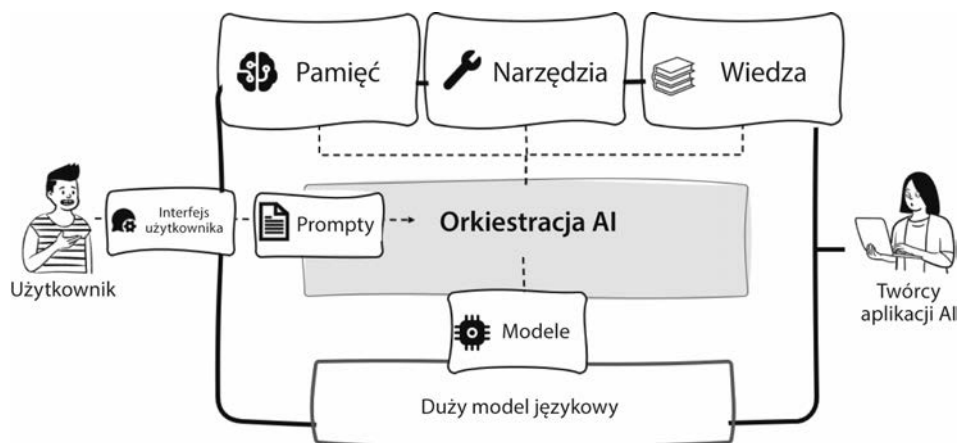 Pamięć
Narzędzia
Wiedza
Interfejs
użytkownika
Prompty
Orkiestracja AI
Użytkownik
Twórcy
aplikacji AI
Modele
Duży model językowy